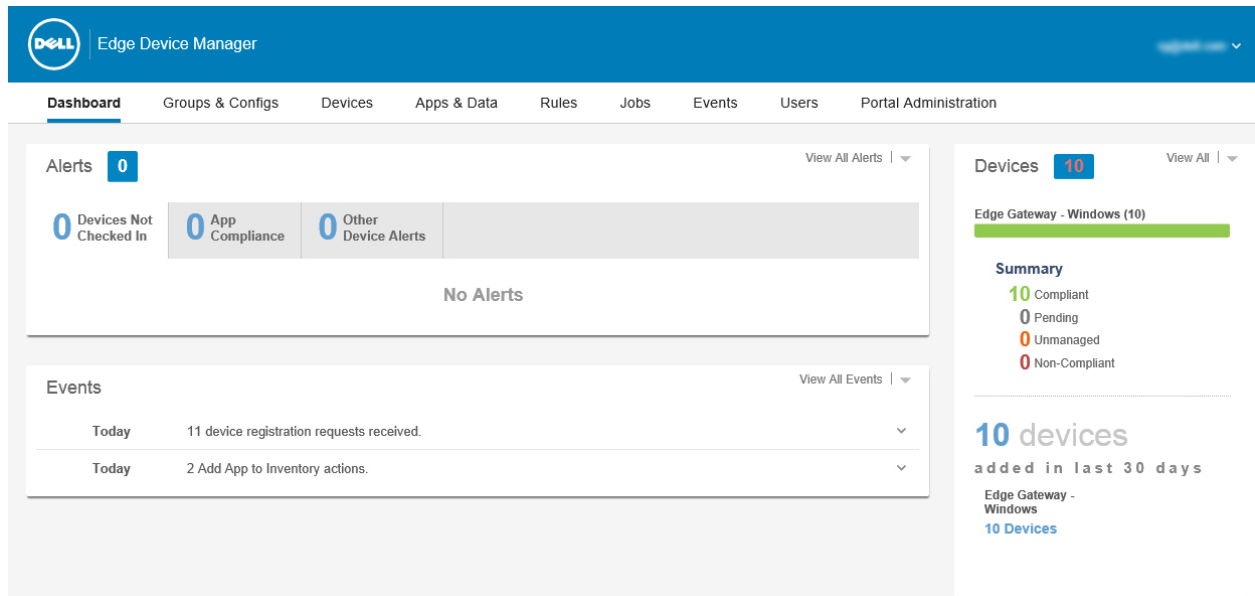 DELL
Edge Device Manager
Dashboard Groups & Configs Devices Apps & Data Rules Jobs Events Users Portal Administration
Alerts 0
View All Alerts
0 Devices Not Checked In
0 App Compliance
0 Other Device Alerts
No Alerts
Events
View All Events
Today 11 device registration requests received.
Today 2 Add App to Inventory actions.
Devices 10
View All
Edge Gateway - Windows (10)
Summary
10 Compliant
0 Pending
0 Unmanaged
0 Non-Compliant
10 devices
added in last 30 days
Edge Gateway -
Windows
10 Devices